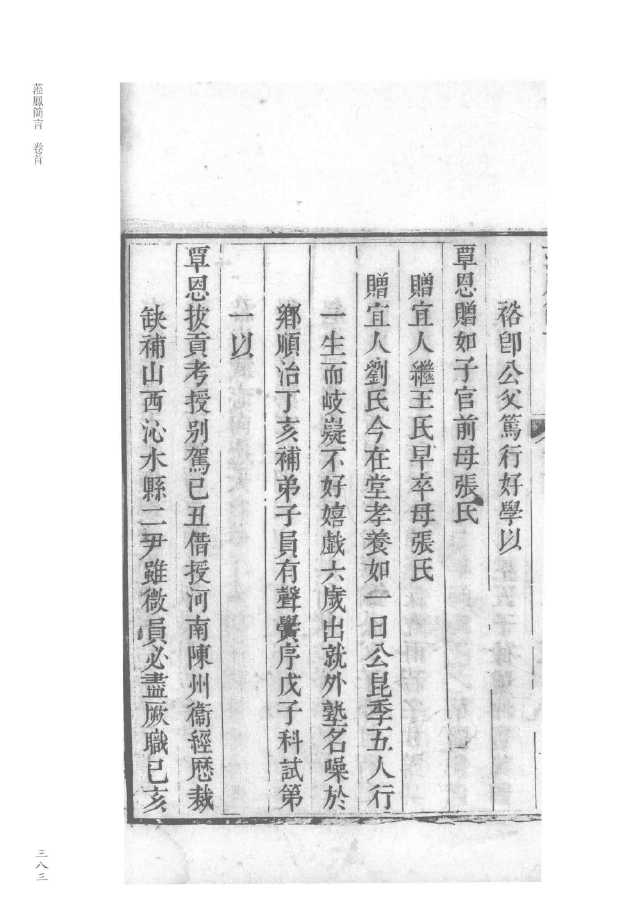 裕卽公父篤行好學以
覃恩贈如子官前母張氏
贈宜人繼王氏早卒母張氏
贈宜人劉氏今在堂孝養如一日公昆季五人行
一生而岐嶷不好嬉戲六歲出就外塾名噪於
鄉順治丁亥補弟子員有聲黌序戊子科試第
一以
覃恩拔貢考授别駕己丑借授河南陳州衞經歷裁
缺補山西沁水縣二尹雖微員必盡厥職已亥
鳳簡言 卷首
三八三